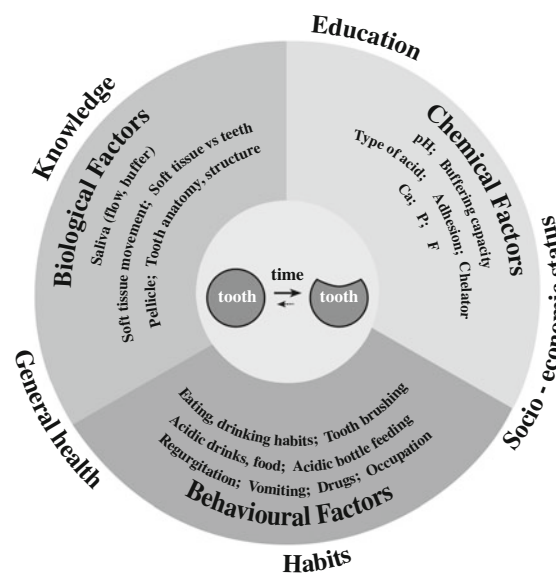 Education
Knowledge
Biological Factors
Saliva (flow, buffer)
Soft tissue movement; Soft tissue vs teeth
Pellicle; Tooth anatomy, structure
Chemical Factors
pH; Buffering capacity
Type of acid; Adhesion; Chelator
Ca; P; F
Socio - economic status
time
tooth
tooth
General health
Eating, drinking habits; Tooth brushing
Acidic drinks, food; Acidic bottle feeding
Regurgitation; Vomiting; Drugs; Occupation
Behavioural Factors
Habits